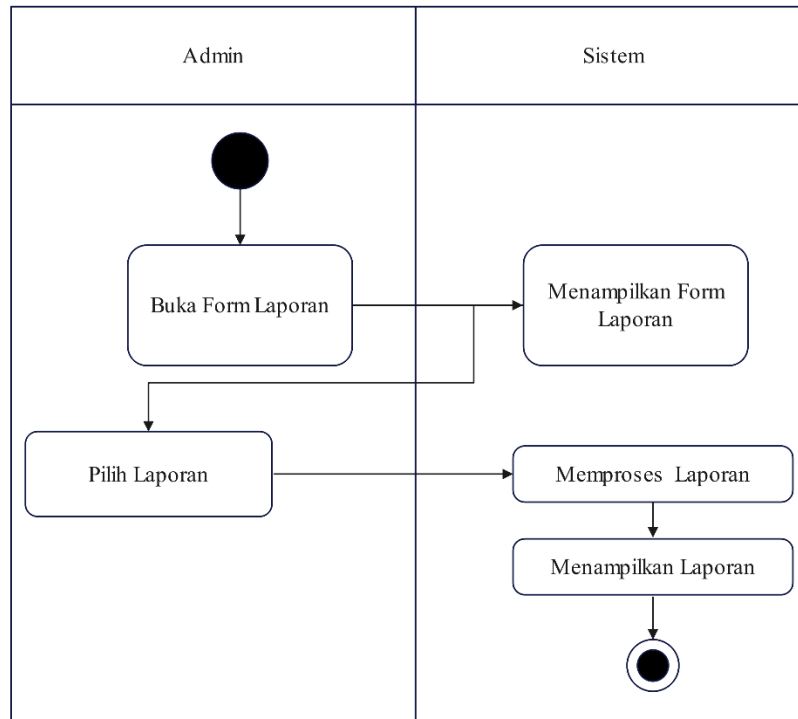 Admin
Sistem
Buka Form Laporan
Menampilkan Form
Laporan
Pilih Laporan
Memproses Laporan
Menampilkan Laporan